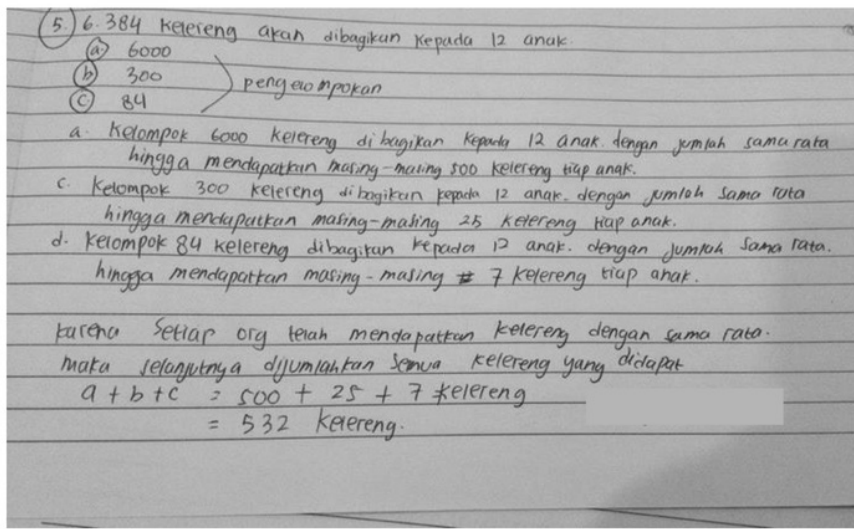 5. 6.384 Kelereng akan dibagikan kepada 12 anak.
a 6000
b 300 pengelompokan
c 84
a. Kelompok 6000 kelereng dibagikan kepada 12 anak. dengan jumlah sama rata
hingga mendapatkan masing-masing 500 kelereng tiap anak.
c. Kelompok 300 kelereng dibagikan kepada 12 anak. dengan jumlah sama rata
hingga mendapatkan masing-masing 25 kelereng tiap anak.
d. Kelompok 84 kelereng dibagikan kepada 12 anak. dengan jumlah sama rata.
hingga mendapatkan masing-masing 7 kelereng tiap anak.
karena setiap org telah mendapatkan kelereng dengan sama rata.
maka selanjutnya dijumlahkan semua kelereng yang didapat
a + b + c = 500 + 25 + 7 kelereng
= 532 kelereng.